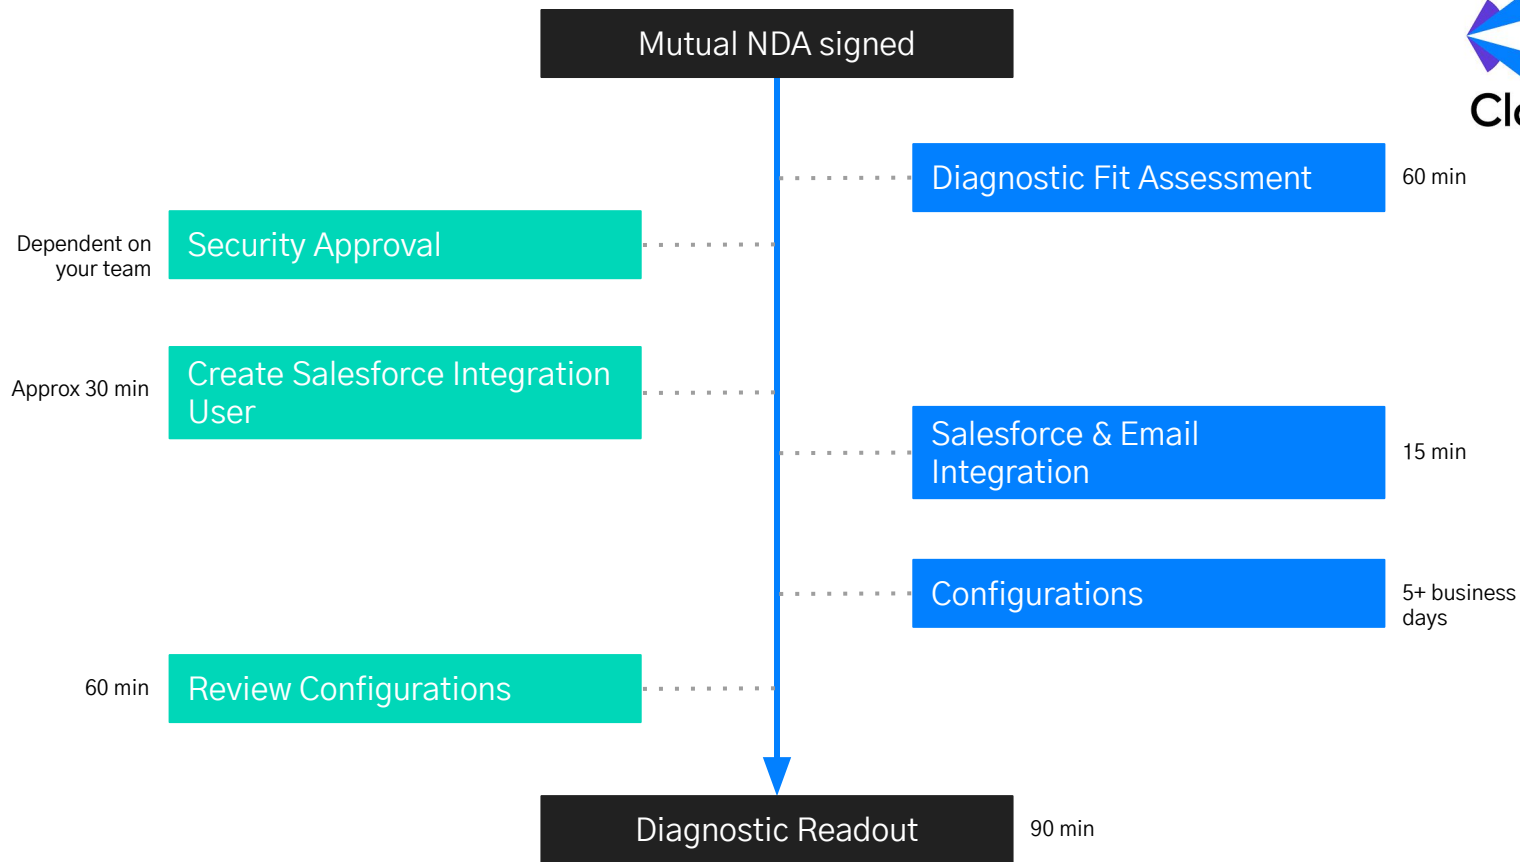 Mutual NDA signed
Diagnostic Fit Assessment
60 min
Dependent on
your team
Security Approval
Approx 30 min
Create Salesforce Integration
User
Salesforce & Email
Integration
15 min
Configurations
5+ business
days
60 min
Review Configurations
Diagnostic Readout
90 min